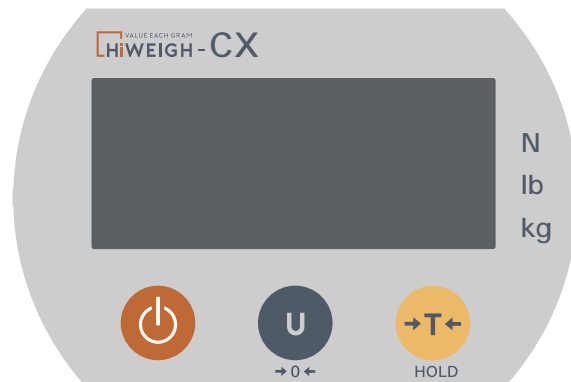 VALUE EACH GRAM
HiWEIGH-CX
N
lb
kg
U
→T←
→0←
HOLD